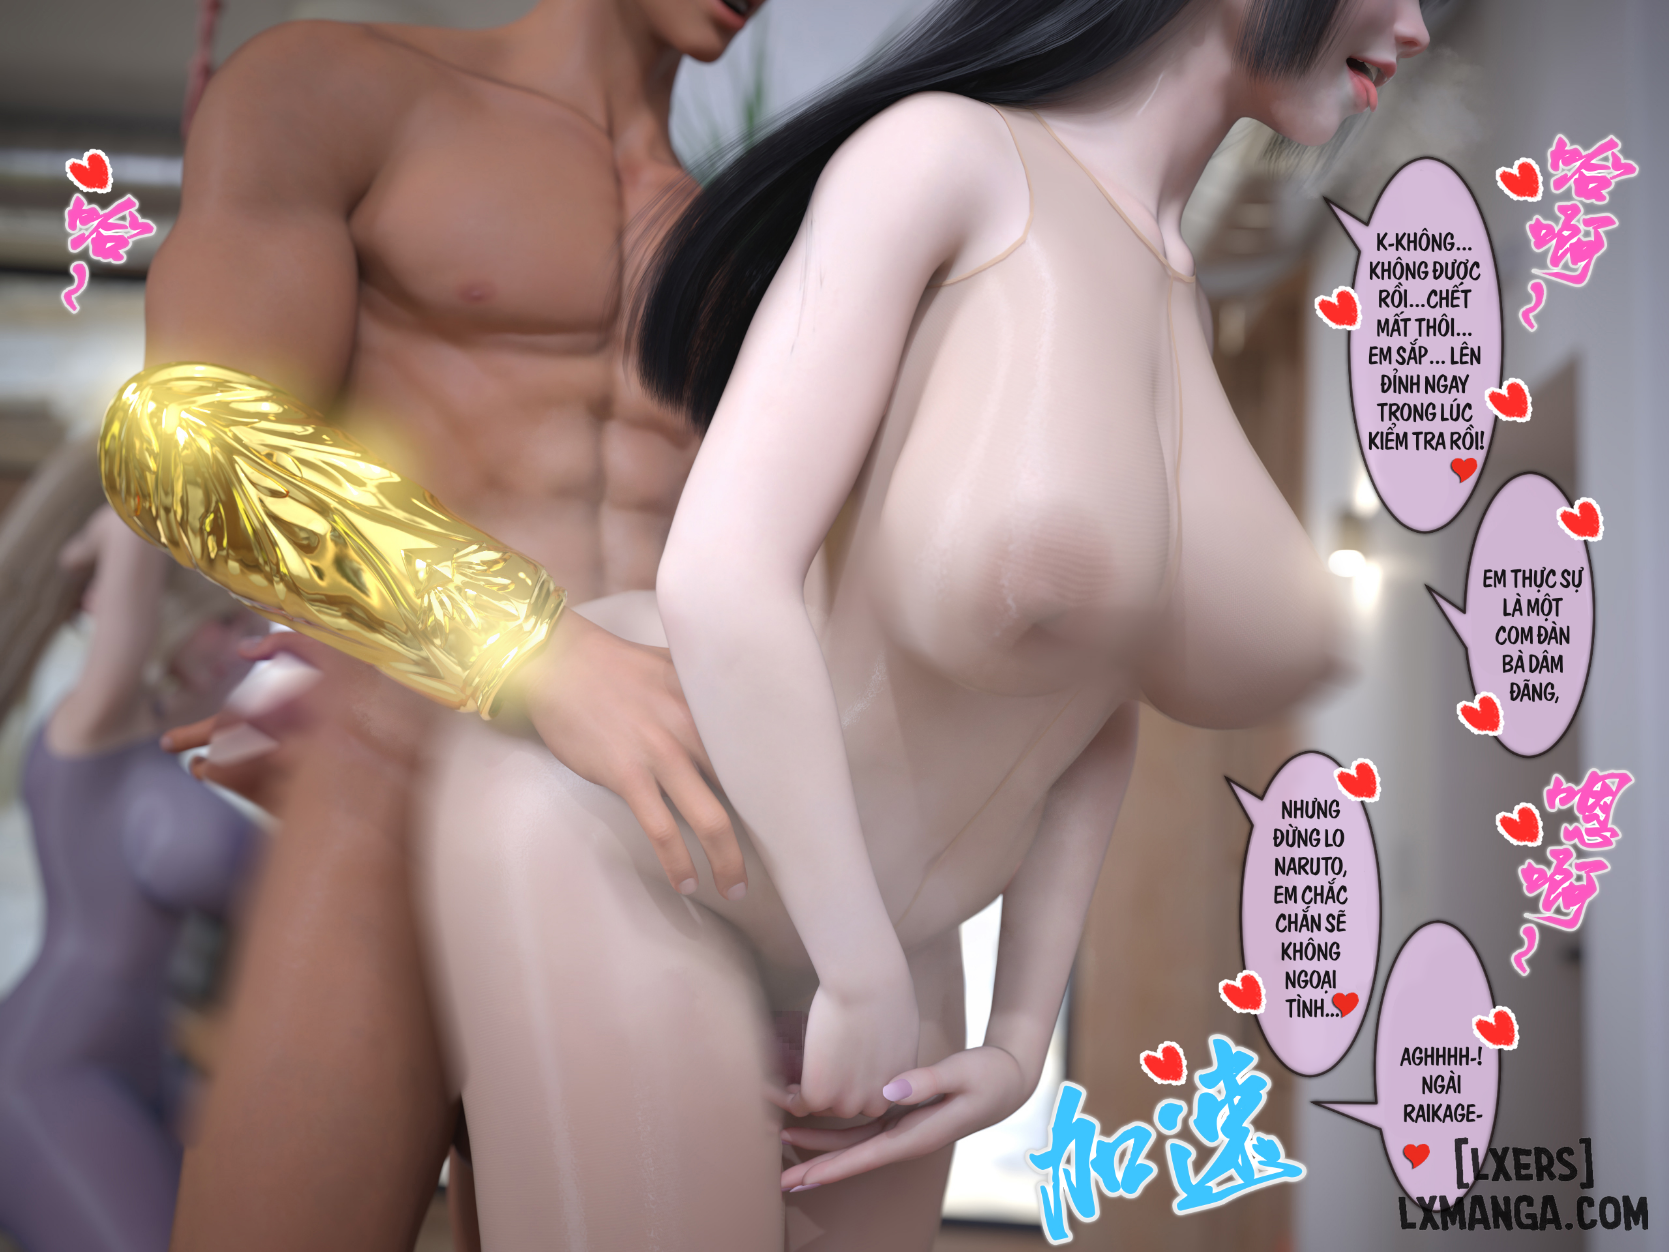 哈~
哈啊~
K-KHÔNG...
KHÔNG ĐƯỢC
RỒI...CHẾT
MẤT THÔI...
EM SẮP... LÊN
ĐỈNH NGAY
TRONG LÚC
KIỂM TRA RỒI!
EM THỰC SỰ
LÀ MỘT
COM ĐÀN
BÀ DÂM
ĐÃNG,
NHƯNG
ĐỪNG LO
NARUTO,
EM CHẮC
CHẮN SẼ
KHÔNG
NGOẠI
TÌNH...
嗯啊~
AGHHHH-!
NGÀI
RAIKAGE-
加速
[LXERS]
LXMANGA.COM